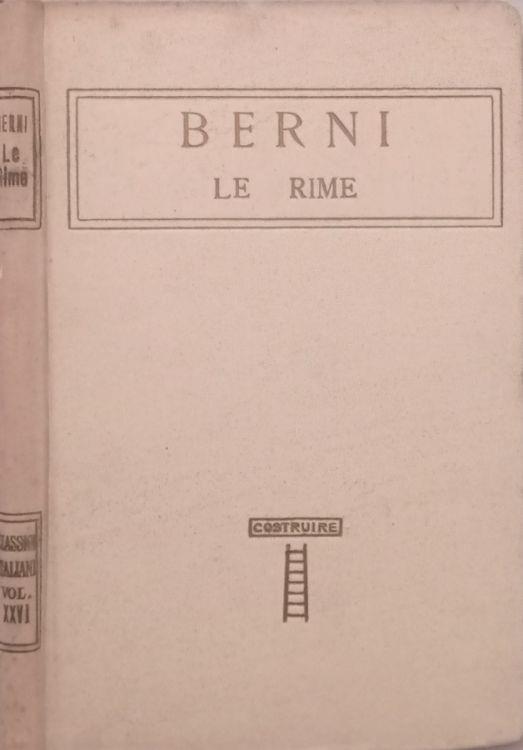 BERNI
LE RIME
COSTRUIRE
BERNI
Le
Rime
CLASSICI
ITALIANI
VOL.
XXVI